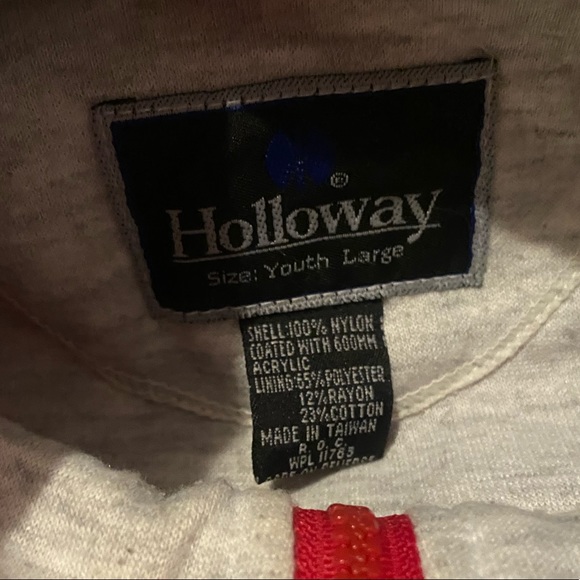 ®
Holloway
Size: Youth Large
SHELL:100% NYLON
COATED WITH 600MM
ACRYLIC
LINING:65%POLYESTER
12%RAYON
23%COTTON
MADE IN TAIWAN
R.O.C.
WPL 11763